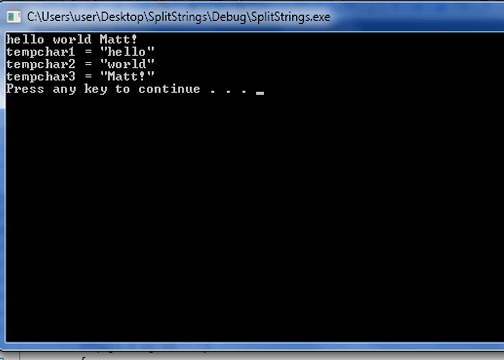 C:\Users\user\Desktop\SplitStrings\Debug\SplitStrings.exe
hello world Matt!
tempchar1 = "hello"
tempchar2 = "world"
tempchar3 = "Matt!"
Press any key to continue . . . _